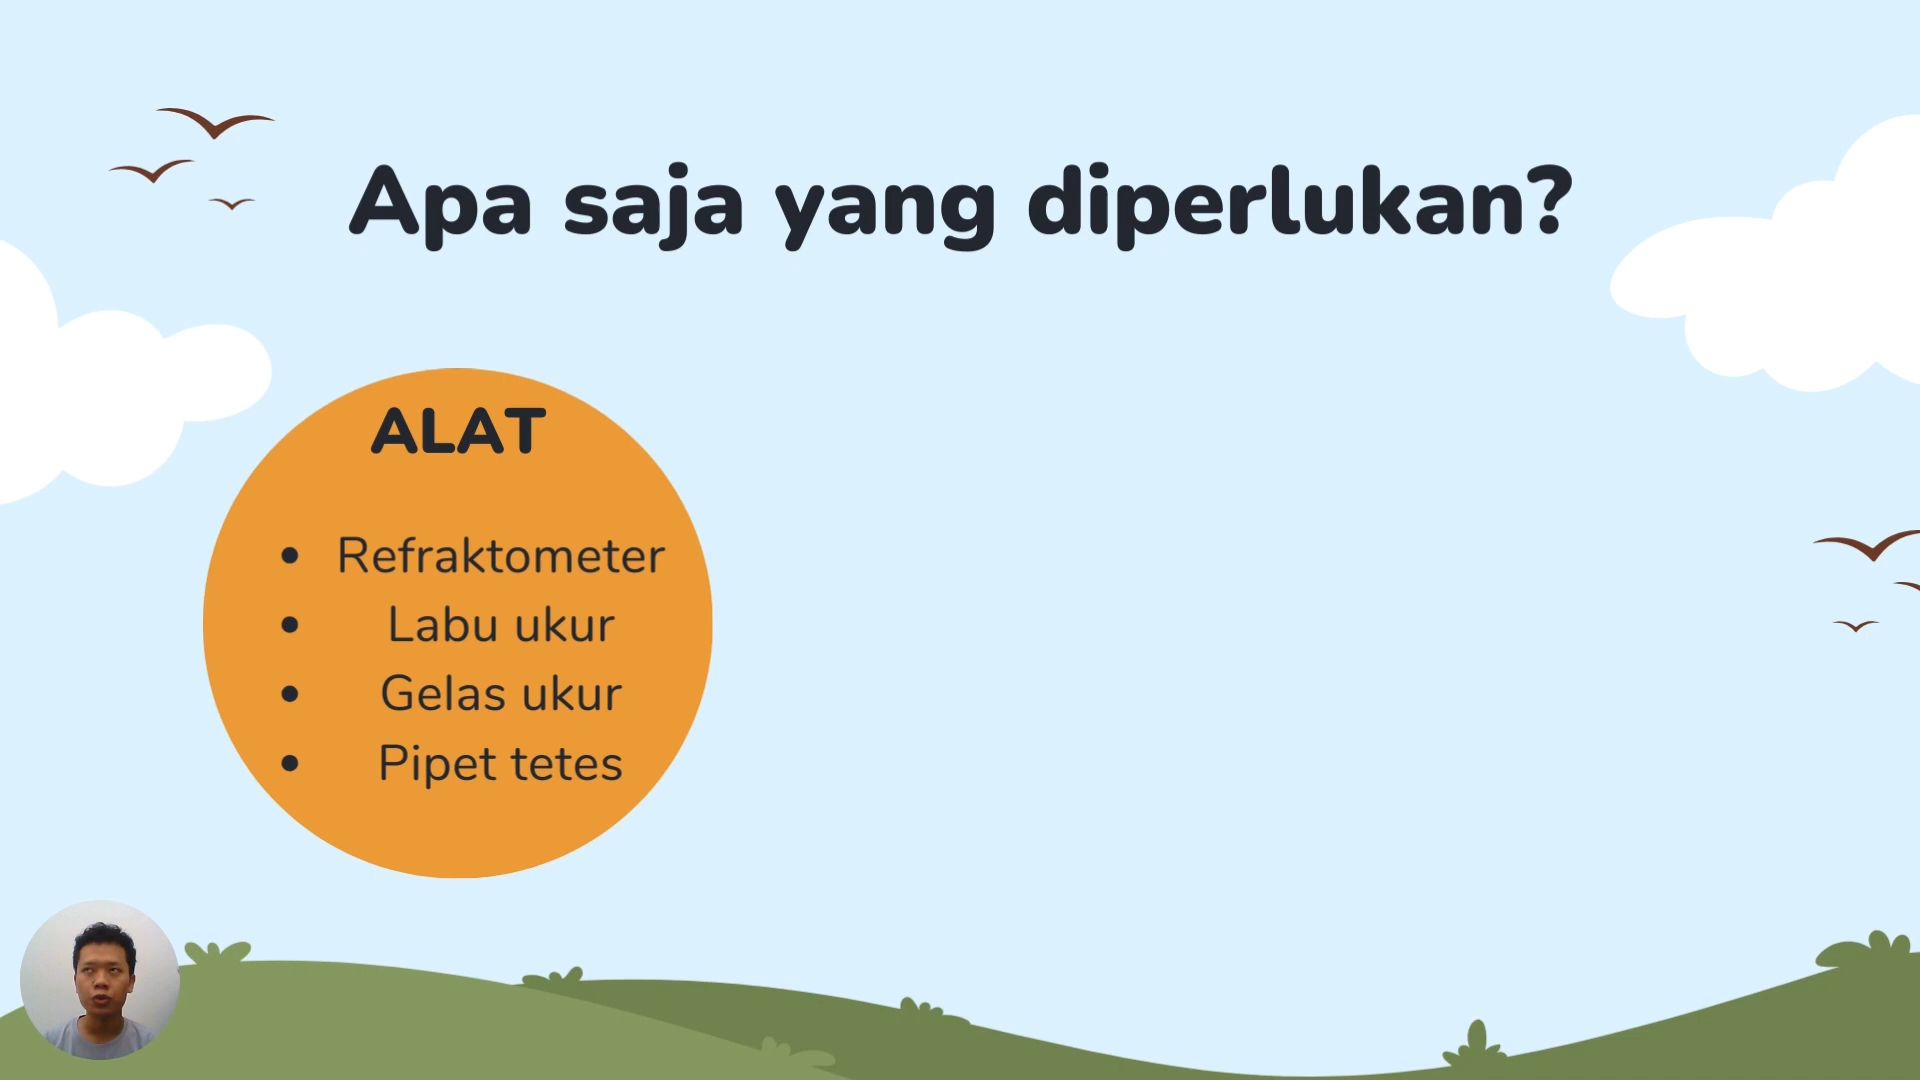 Apa saja yang diperlukan?
ALAT
• Refraktometer
• Labu ukur
• Gelas ukur
• Pipet tetes